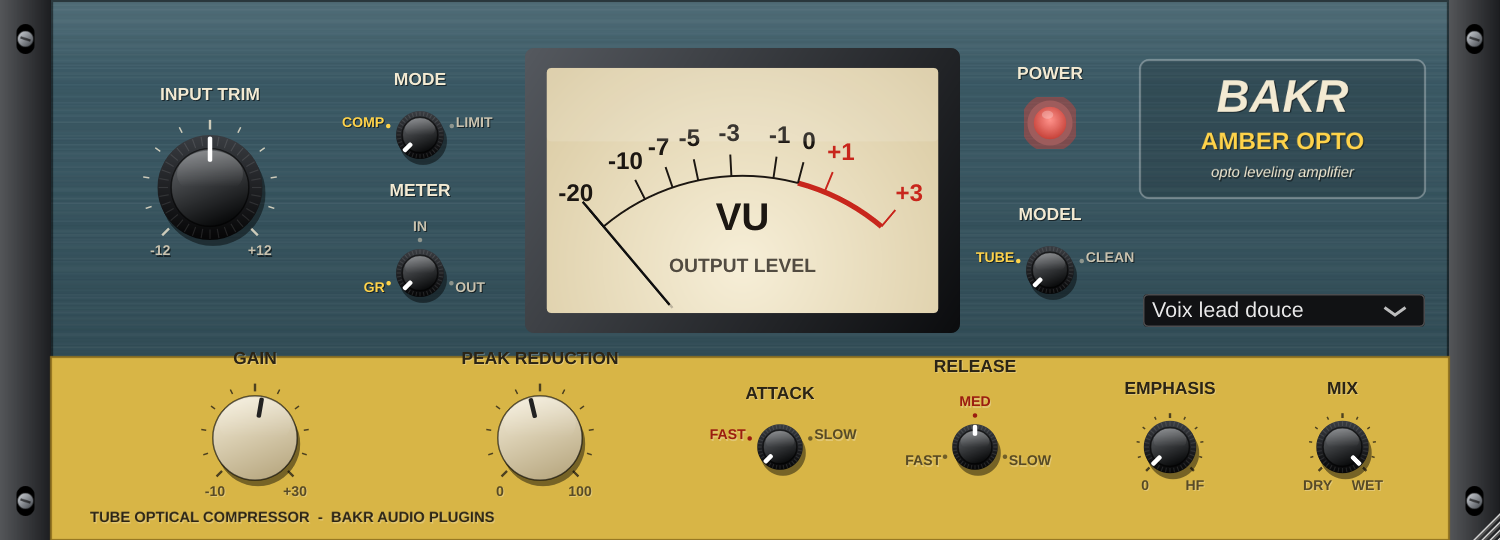 INPUT TRIM
-12 +12
MODE
COMP LIMIT
METER
IN
GR OUT
-20 -10 -7 -5 -3 -1 0 +1 +3
VU
OUTPUT LEVEL
POWER
MODEL
TUBE CLEAN
BAKR
AMBER OPTO
opto leveling amplifier
Voix lead douce
GAIN
-10 +30
PEAK REDUCTION
0 100
ATTACK
FAST SLOW
RELEASE
MED
FAST SLOW
EMPHASIS
0 HF
MIX
DRY WET
TUBE OPTICAL COMPRESSOR - BAKR AUDIO PLUGINS